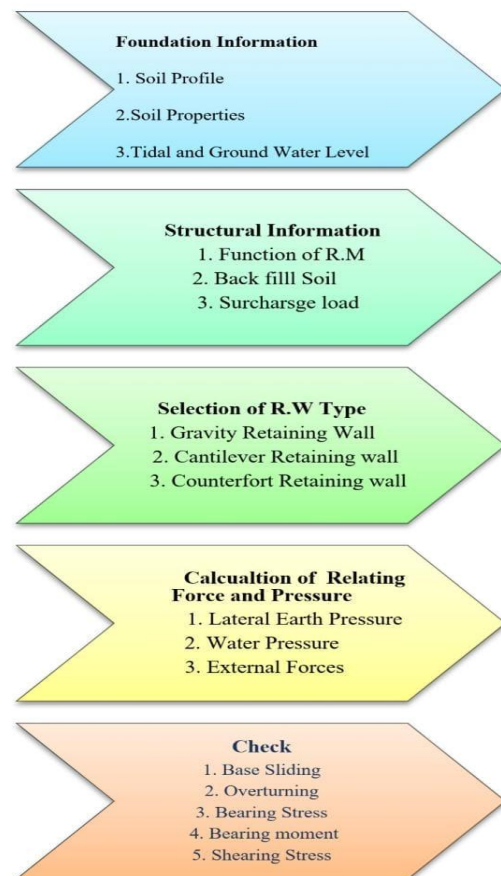 Foundation Information
1. Soil Profile
2.Soil Properties
3.Tidal and Ground Water Level
Structural Information
1. Function of R.M
2. Back filll Soil
3. Surcharsge load
Selection of R.W Type
1. Gravity Retaining Wall
2. Cantilever Retaining wall
3. Counterfort Retaining wall
Calcualtion of Relating
Force and Pressure
1. Lateral Earth Pressure
2. Water Pressure
3. External Forces
Check
1. Base Sliding
2. Overturning
3. Bearing Stress
4. Bearing moment
5. Shearing Stress